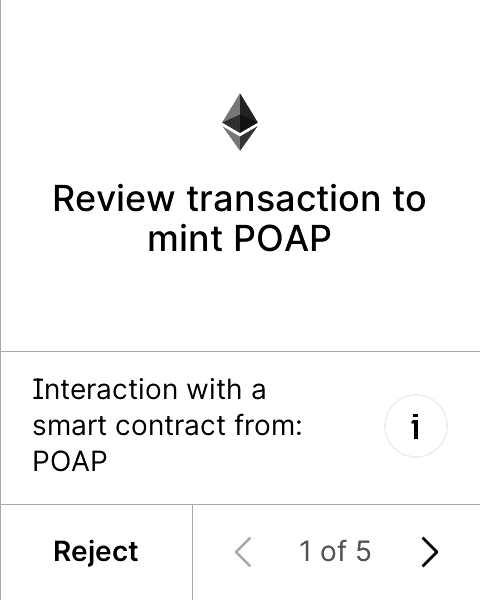 Review transaction to
mint POAP
Interaction with a
smart contract from:
POAP
i
Reject
1 of 5